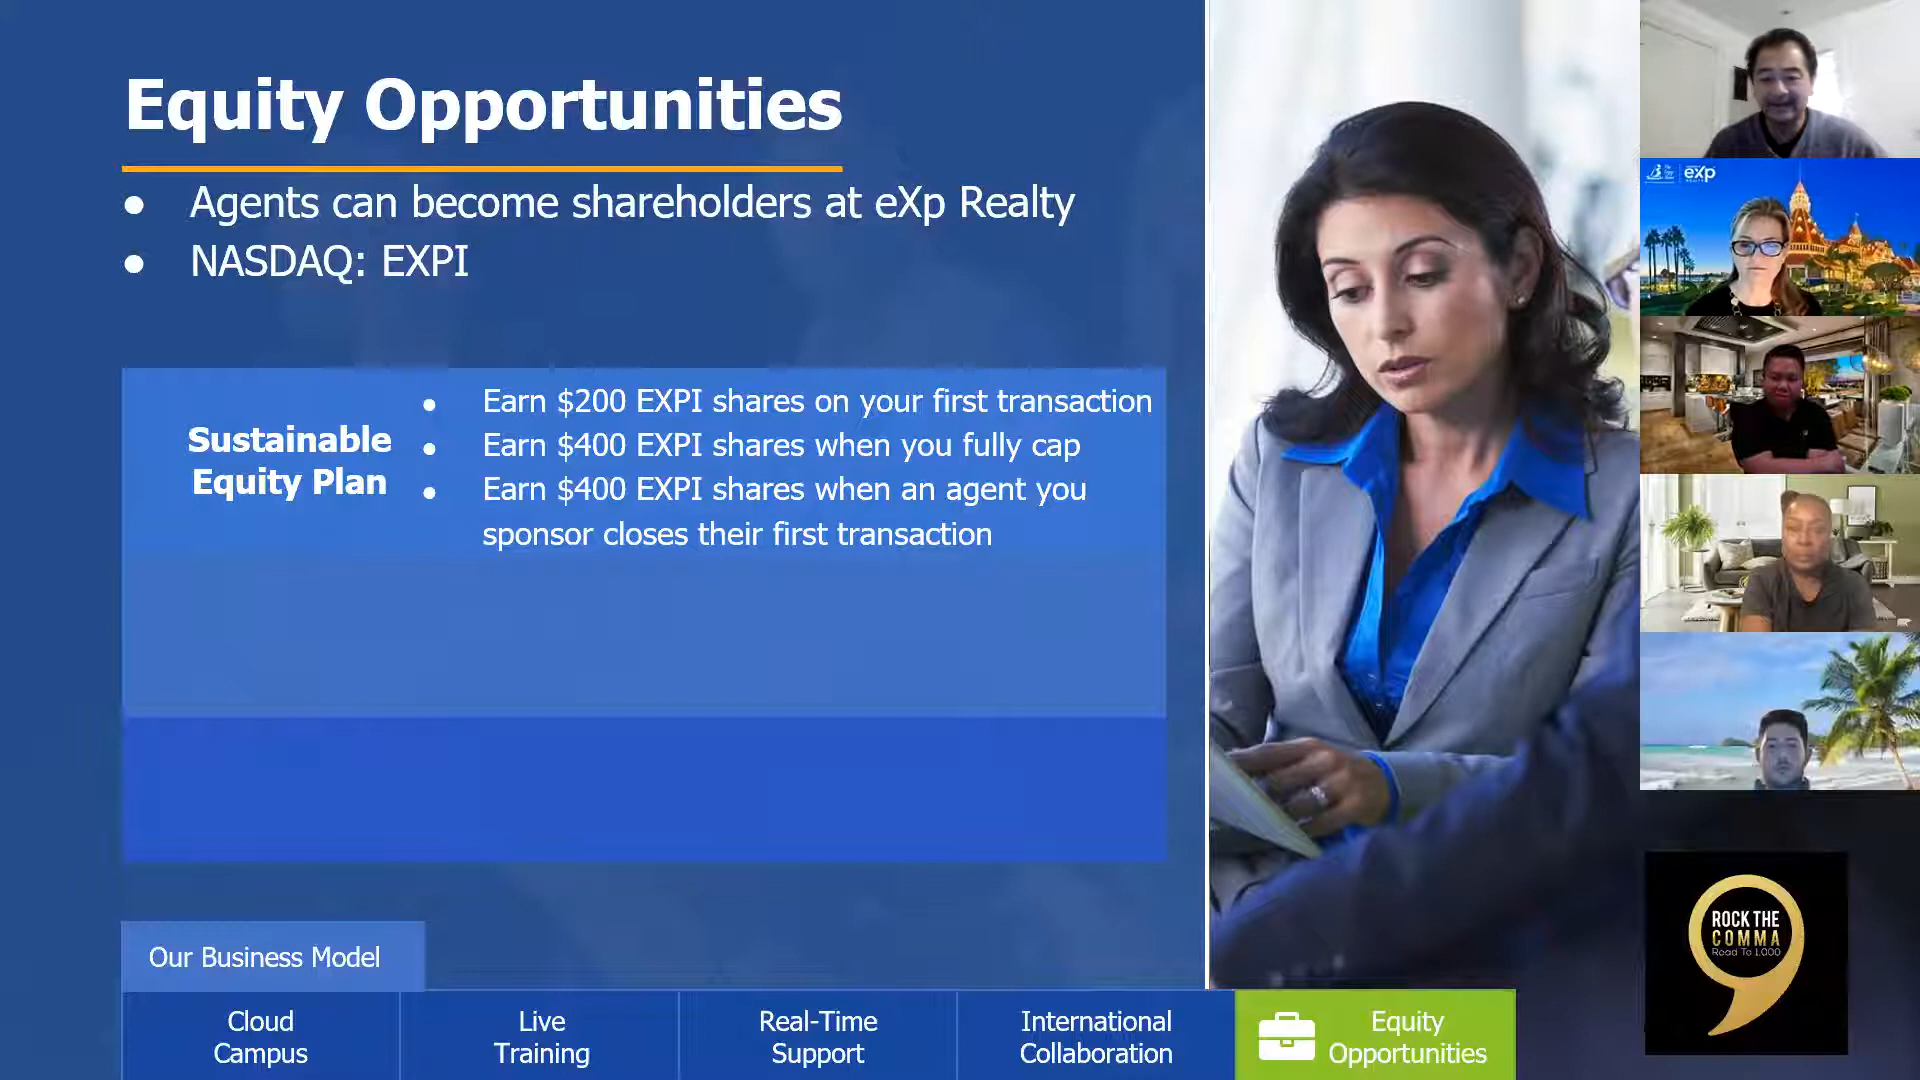 Equity Opportunities
● Agents can become shareholders at eXp Realty
● NASDAQ: EXPI
Sustainable
Equity Plan
● Earn $200 EXPI shares on your first transaction
● Earn $400 EXPI shares when you fully cap
● Earn $400 EXPI shares when an agent you
sponsor closes their first transaction
Our Business Model
Cloud
Campus
Live
Training
Real-Time
Support
International
Collaboration
Equity
Opportunities
eXp
ROCK THE
COMMA
Road To 1,000